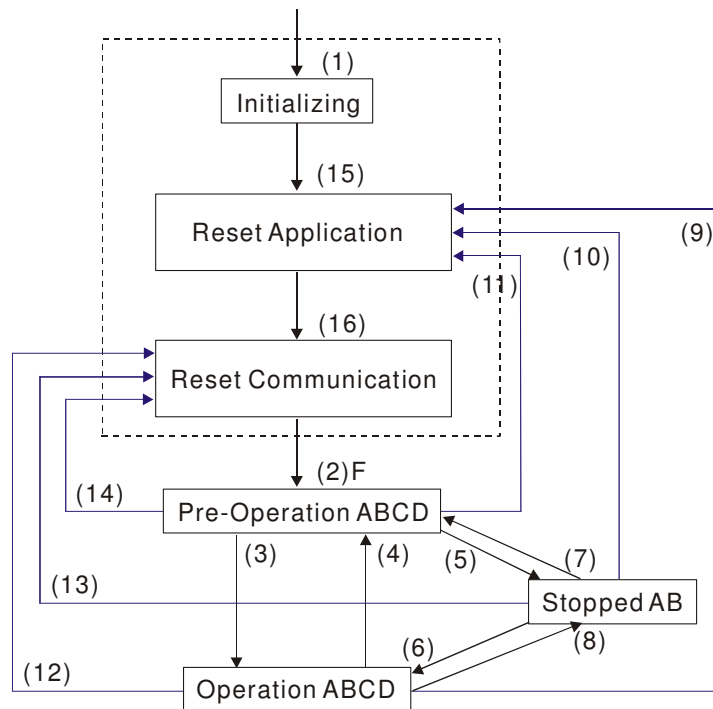 (1)
Initializing
(15)
Reset Application
(9)
(10)
(11)
(16)
Reset Communication
(2)F
(14)
Pre-Operation ABCD
(3)
(4)
(5)
(7)
(13)
Stopped AB
(6)
(8)
(12)
Operation ABCD